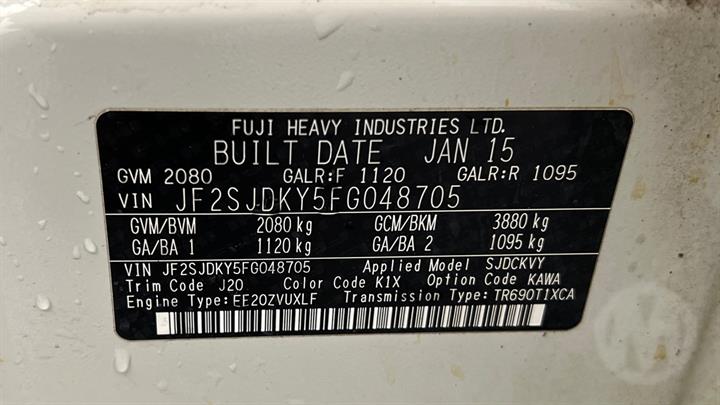 FUJI HEAVY INDUSTRIES LTD.
BUILT DATE JAN 15
GVM 2080 GALR:F 1120 GALR:R 1095
VIN JF2SJDKY5FG048705
GVM/BVM 2080 kg GCM/BKM 3880 kg
GA/BA 1 1120 kg GA/BA 2 1095 kg
VIN JF2SJDKY5FG048705 Applied Model SJDCKVY
Trim Code J20 Color Code K1X Option Code KAWA
Engine Type:EE20ZVUXLF Transmission Type:TR690T1XCA